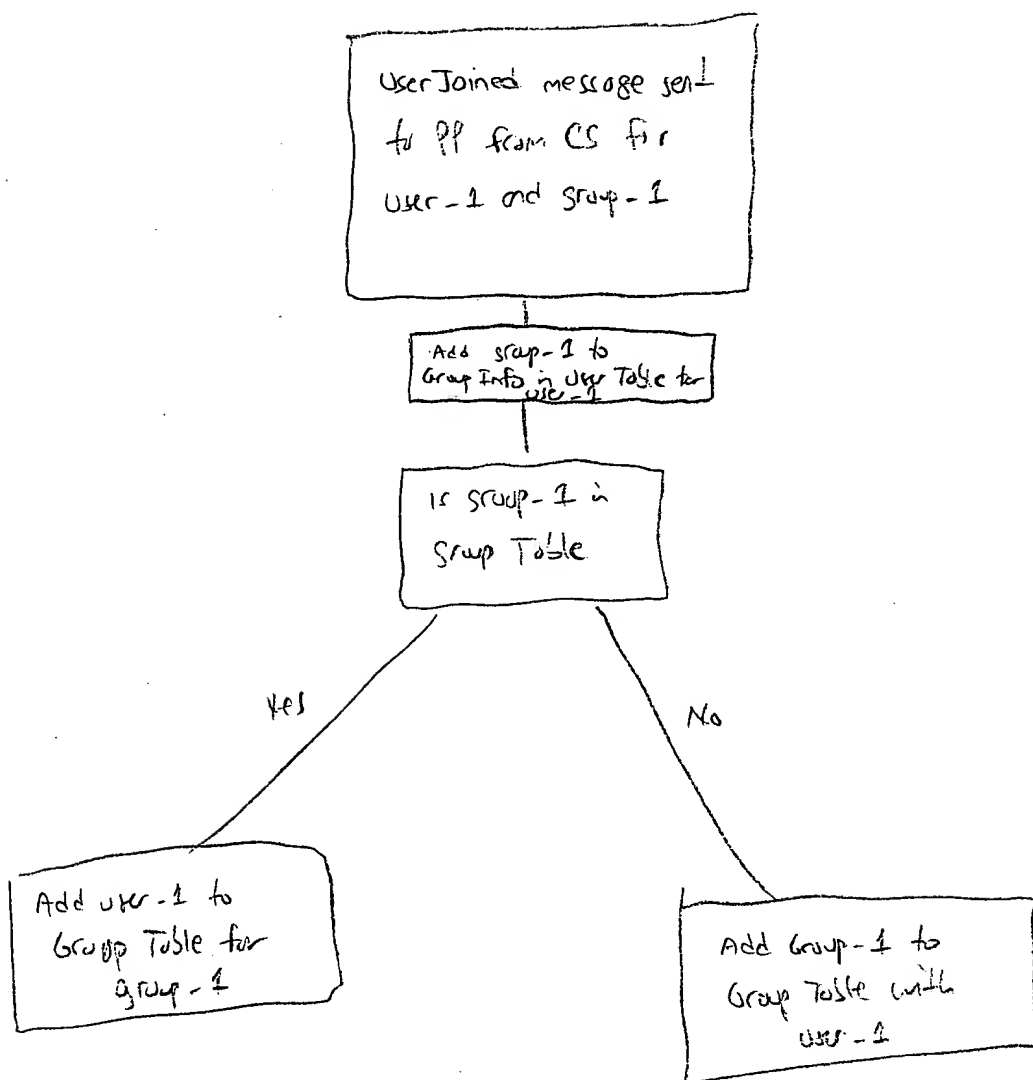 UserJoined message sent
to PP from CS for
user-1 and group-1
Add group-1 to
Group Info in User Table for
user-1
is group-1 in
group Table
Yes
No
Add user-1 to
Group Table for
group-1
Add Group-1 to
Group Table with
user-1